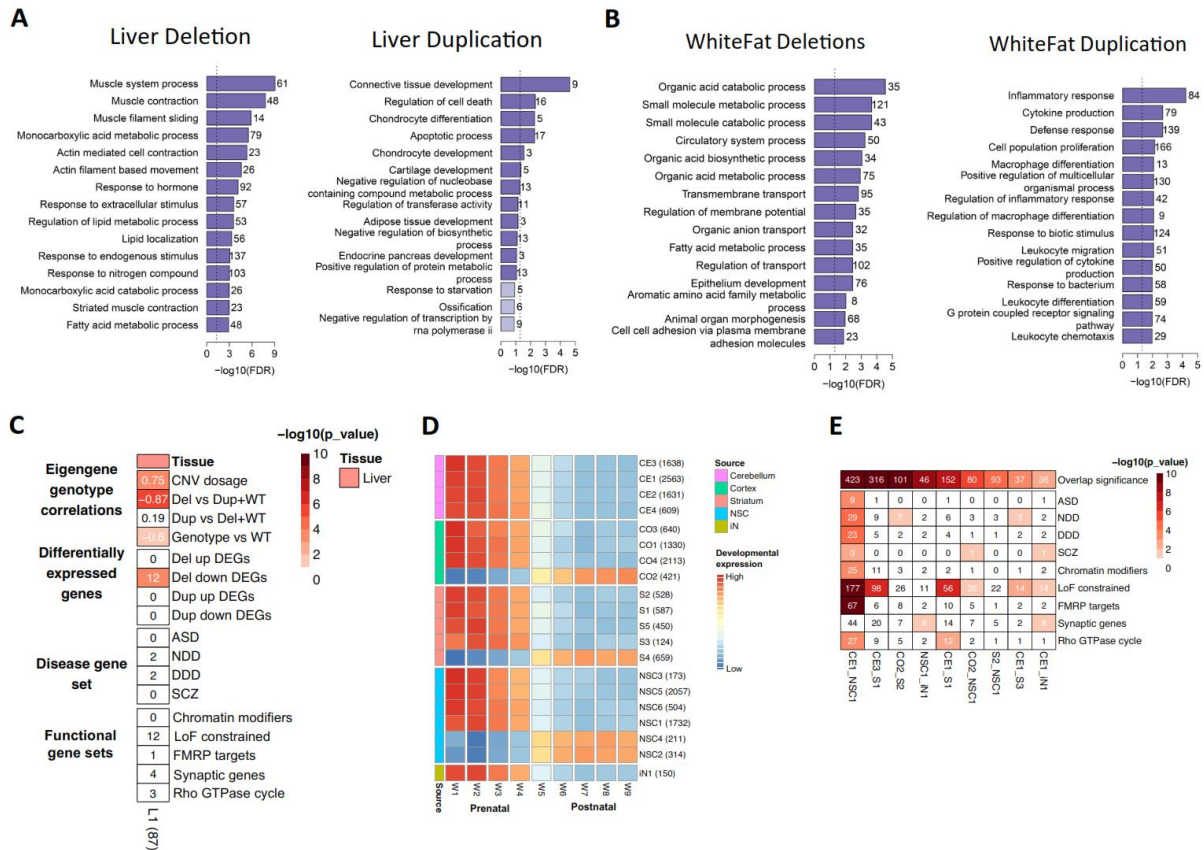 A
Liver Deletion
Muscle system process 61
Muscle contraction 48
Muscle filament sliding 14
Monocarboxylic acid metabolic process 79
Actin mediated cell contraction 23
Actin filament based movement 26
Response to hormone 92
Response to extracellular stimulus 57
Regulation of lipid metabolic process 53
Lipid localization 56
Response to endogenous stimulus 137
Response to nitrogen compound 103
Monocarboxylic acid catabolic process 26
Striated muscle contraction 23
Fatty acid metabolic process 48
0 3 6 9
−log10(FDR)
Liver Duplication
Connective tissue development 9
Regulation of cell death 16
Chondrocyte differentiation 5
Apoptotic process 17
Chondrocyte development 3
Cartilage development 5
Negative regulation of nucleobase
containing compound metabolic process 13
Regulation of transferase activity 11
Adipose tissue development 3
Negative regulation of biosynthetic
process 13
Endocrine pancreas development 3
Positive regulation of protein metabolic
process 13
Response to starvation 5
Ossification 6
Negative regulation of transcription by
rna polymerase ii 9
0 1 2 3 4 5
−log10(FDR)
B
WhiteFat Deletions
Organic acid catabolic process 35
Small molecule metabolic process 121
Small molecule catabolic process 43
Circulatory system process 50
Organic acid biosynthetic process 34
Organic acid metabolic process 75
Transmembrane transport 95
Regulation of membrane potential 35
Organic anion transport 32
Fatty acid metabolic process 35
Regulation of transport 102
Epithelium development 76
Aromatic amino acid family metabolic
process 8
Animal organ morphogenesis 68
Cell cell adhesion via plasma membrane
adhesion molecules 23
0 1 2 3 4 5
−log10(FDR)
WhiteFat Duplication
Inflammatory response 84
Cytokine production 79
Defense response 139
Cell population proliferation 166
Macrophage differentiation 13
Positive regulation of multicellular
organismal process 130
Regulation of inflammatory response 42
Regulation of macrophage differentiation 9
Response to biotic stimulus 124
Leukocyte migration 51
Positive regulation of cytokine
production 50
Response to bacterium 58
Leukocyte differentiation 59
G protein coupled receptor signaling
pathway 74
Leukocyte chemotaxis 29
0 1 2 3 4 5
−log10(FDR)
C
Eigengene
genotype
correlations
Differentially
expressed
genes
Disease gene
set
Functional
gene sets
Tissue
0.75 CNV dosage
−0.87 Del vs Dup+WT
0.19 Dup vs Del+WT
−0.6 Genotype vs WT
0 Del up DEGs
12 Del down DEGs
0 Dup up DEGs
0 Dup down DEGs
0 ASD
2 NDD
2 DDD
0 SCZ
0 Chromatin modifiers
12 LoF constrained
1 FMRP targets
4 Synaptic genes
3 Rho GTPase cycle
L1 (87)
−log10(p_value)
10
8
6
4
2
0
Tissue
Liver
D
CE3 (1638)
CE1 (2563)
CE2 (1631)
CE4 (609)
CO3 (640)
CO1 (1330)
CO4 (2113)
CO2 (421)
S2 (528)
S1 (587)
S5 (450)
S3 (124)
S4 (659)
NSC3 (173)
NSC5 (2057)
NSC6 (504)
NSC1 (1732)
NSC4 (211)
NSC2 (314)
iN1 (150)
Source W1 W2 W3 W4 W5 W6 W7 W8 W9
Prenatal Postnatal
Source
Cerebellum
Cortex
Striatum
NSC
iN
Developmental
expression
High
Low
E
423 316 101 46 152 80 93 37 36 Overlap significance
9 1 0 0 1 0 1 0 1 ASD
29 9 7 2 3 2 2 3 2 NDD
23 6 2 2 4 1 1 2 2 DDD
3 0 0 0 0 1 0 0 1 SCZ
25 11 3 2 2 1 1 1 2 Chromatin modifiers
177 98 26 11 56 26 22 14 14 LoF constrained
67 6 8 2 10 5 1 2 2 FMRP targets
44 20 7 8 14 7 5 2 6 Synaptic genes
27 9 5 2 12 2 1 1 1 Rho GTPase cycle
CE1_NSC1
CE3_S1
CO2_S2
NSC1_iN1
CE1_S1
CO2_NSC1
S2_NSC1
CE1_S3
CE1_iN1
−log10(p_value)
10
8
6
4
2
0